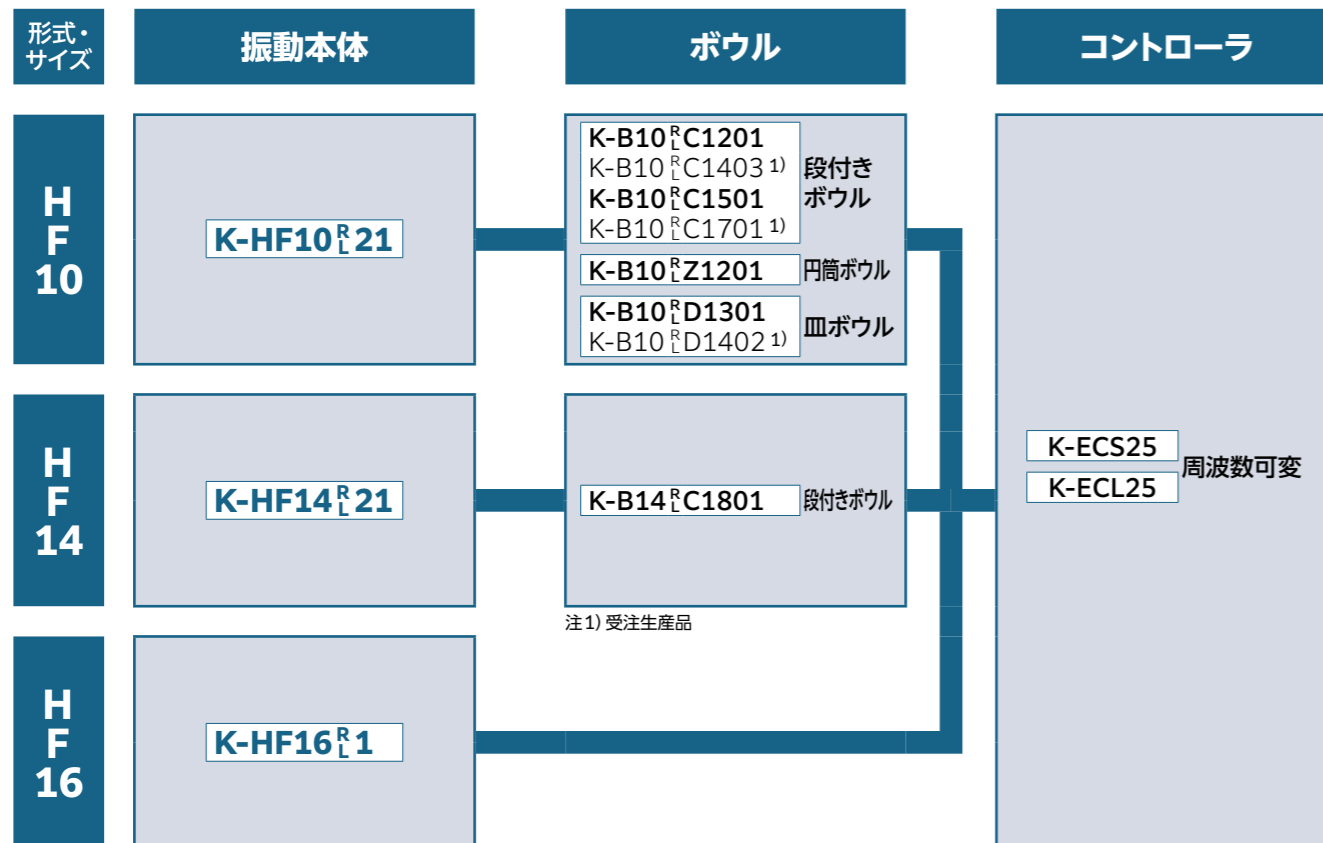 形式・
サイズ
振動本体
ボウル
コントローラ
HF10
K-HF10RL21
K-B10RLC1201
K-B10RLC1403 1)
K-B10RLC1501
K-B10RLC1701 1)
段付き
ボウル
K-B10RLZ1201 円筒ボウル
K-B10RLD1301
K-B10RLD1402 1)
皿ボウル
HF14
K-HF14RL21
K-B14RLC1801 段付きボウル
注1) 受注生産品
HF16
K-HF16RL1
K-ECS25
K-ECL25
周波数可変